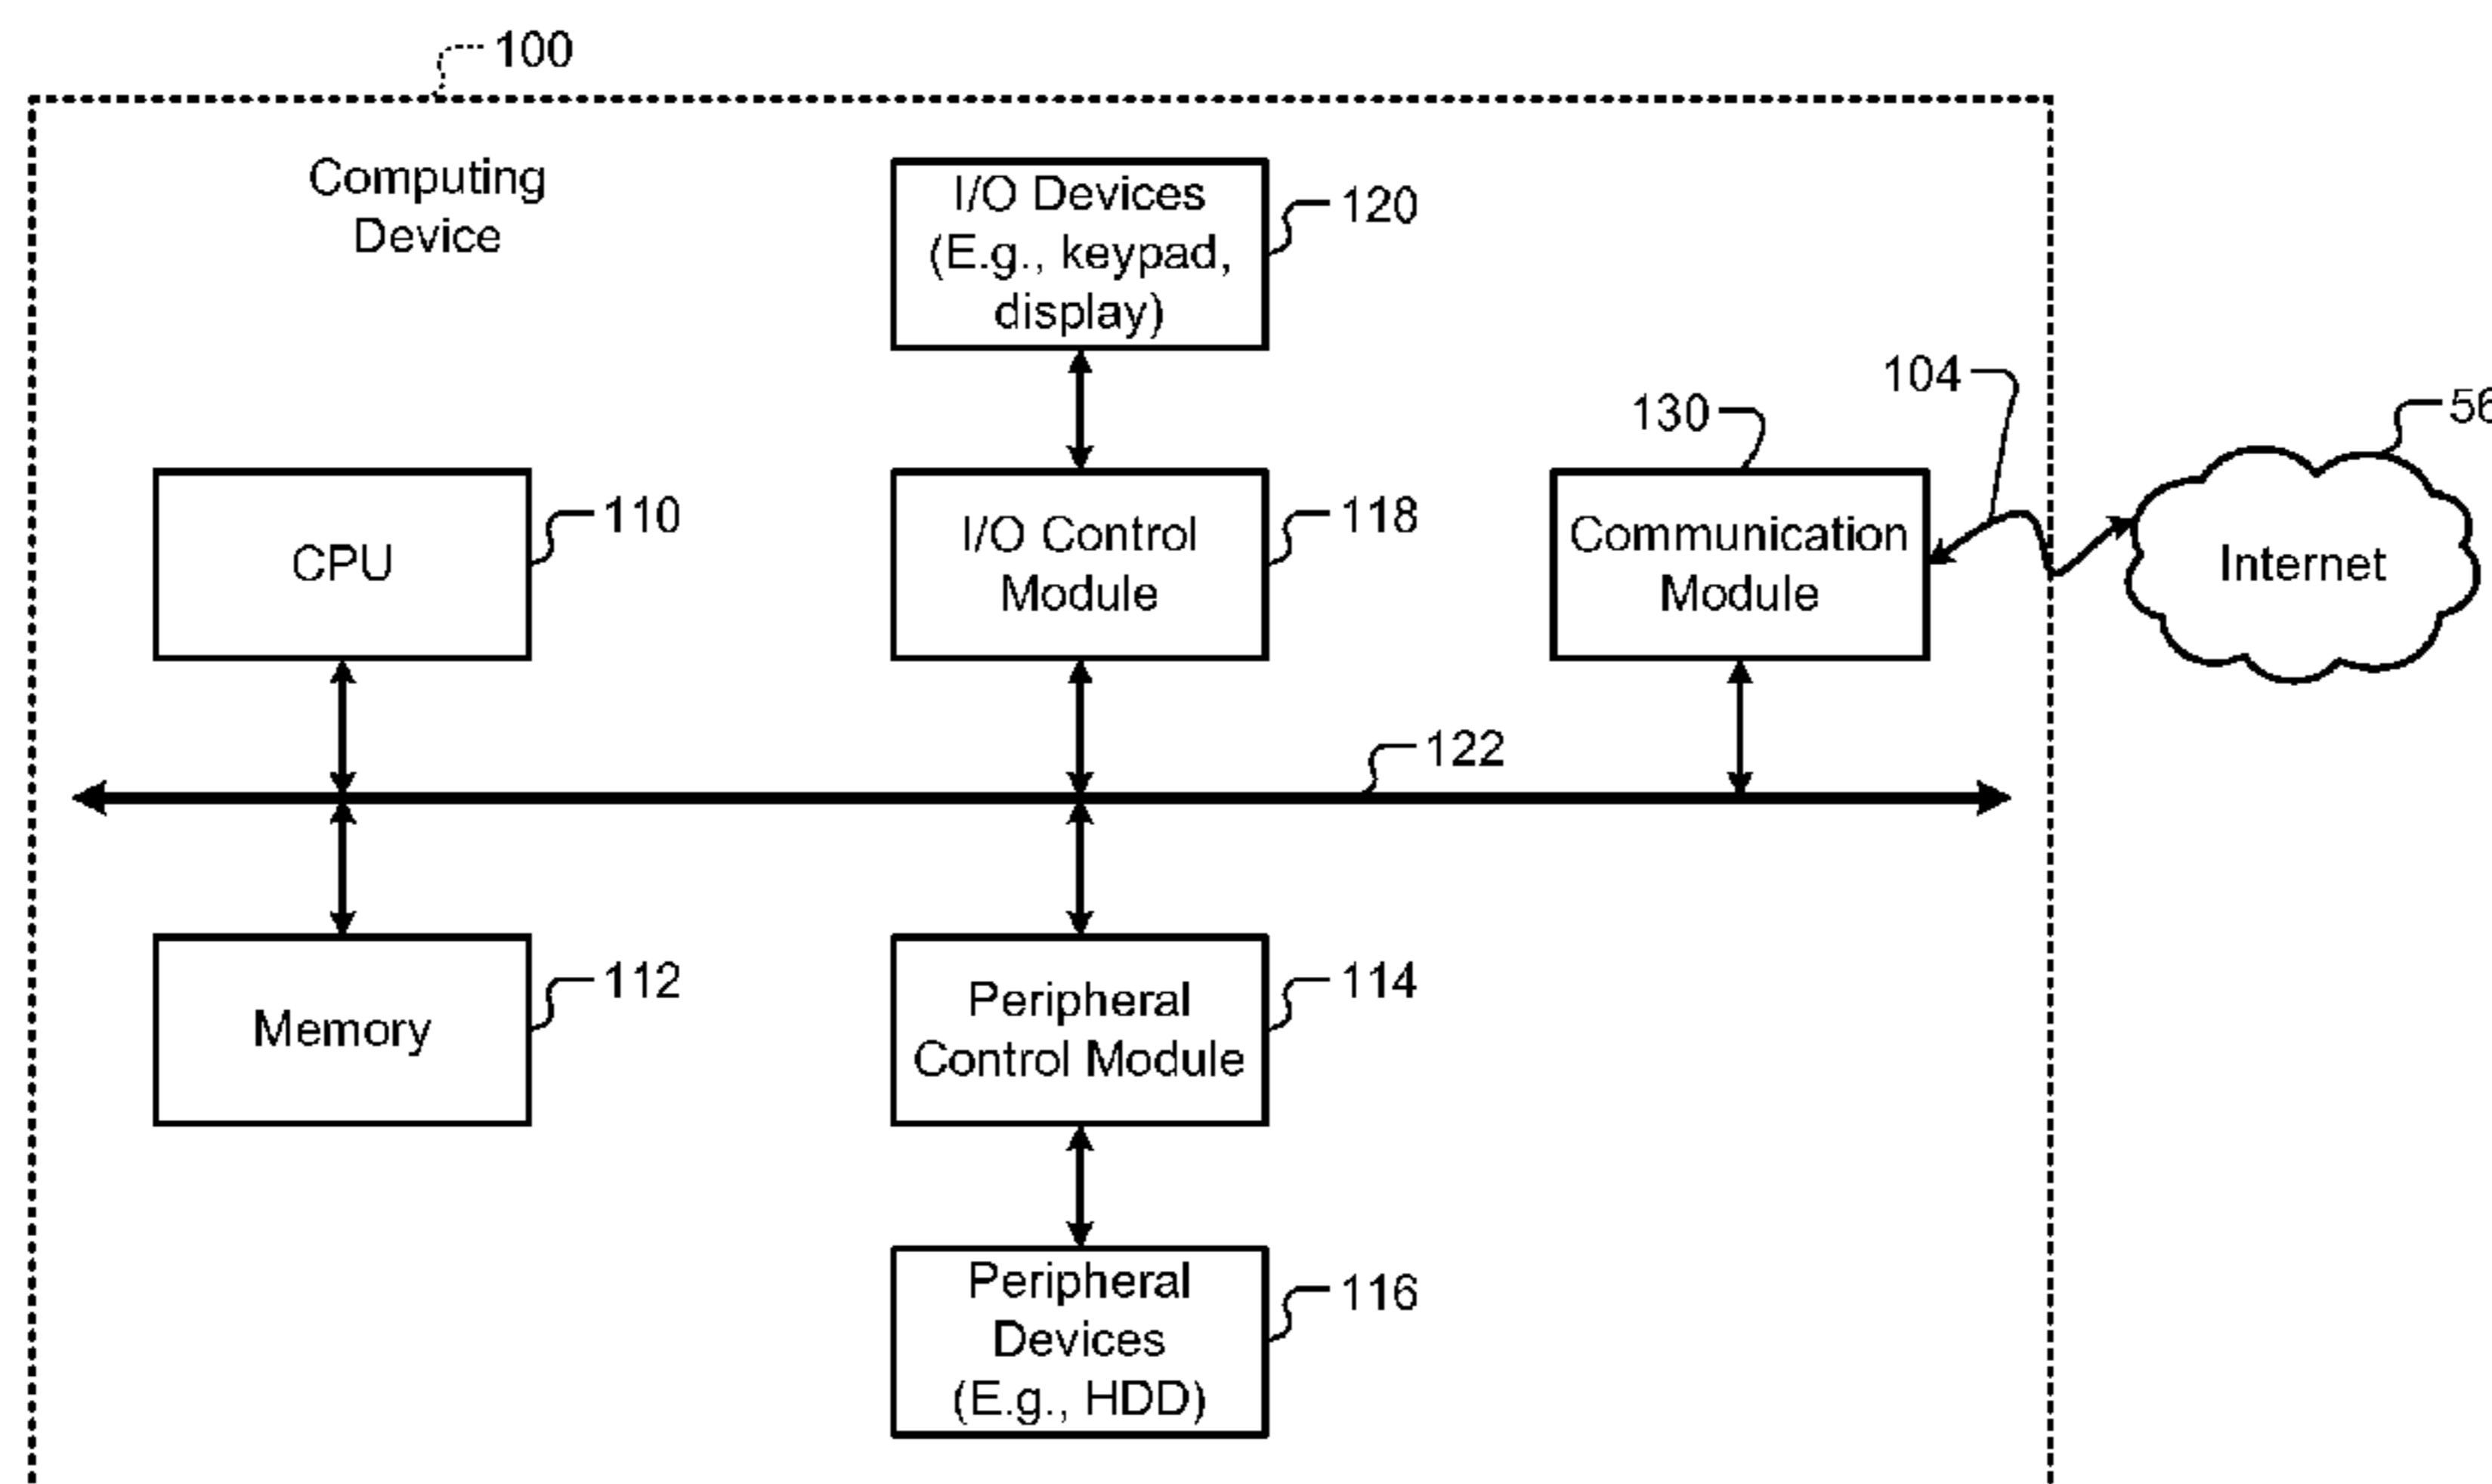 100
Computing
Device
I/O Devices
(E.g., keypad,
display)
120
104
56
130
CPU
110
I/O Control
Module
118
Communication
Module
Internet
122
Memory
112
Peripheral
Control Module
114
Peripheral
Devices
(E.g., HDD)
116